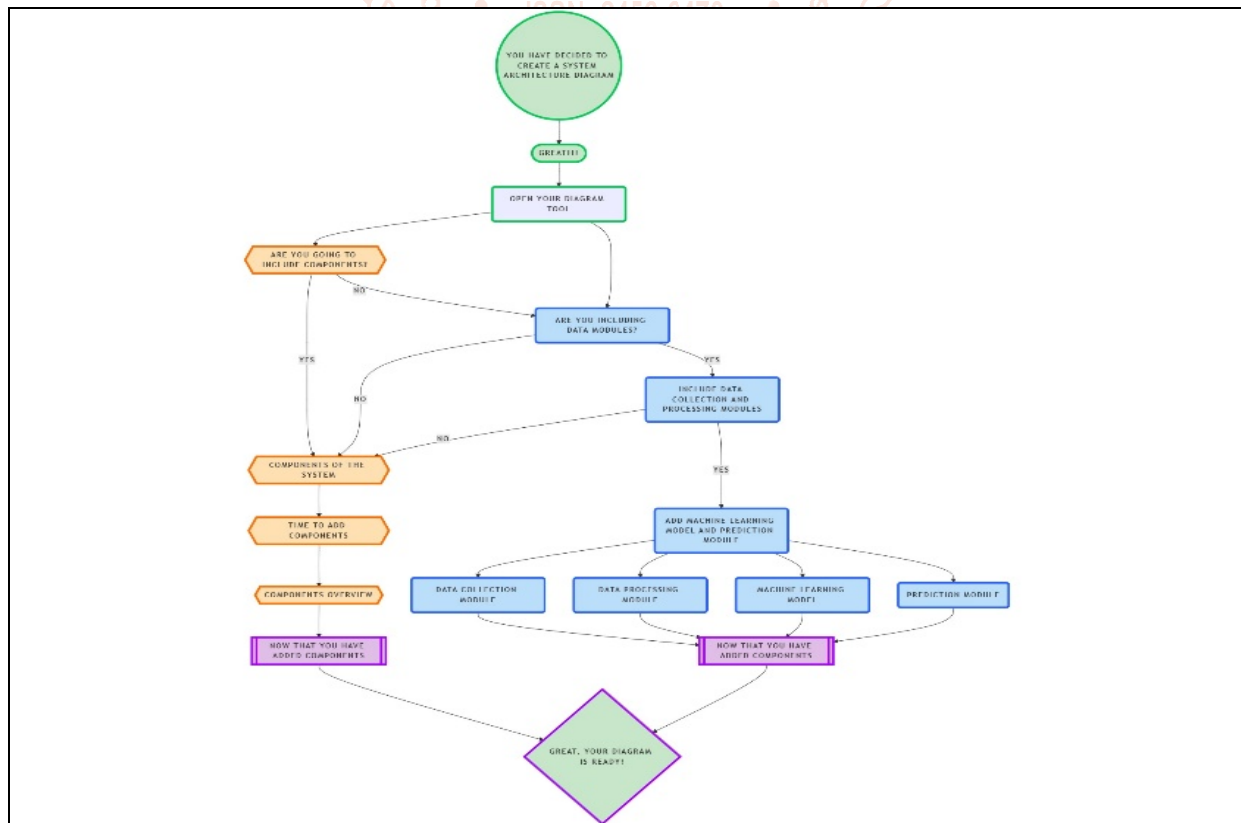 YOU HAVE DECIDED TO
CREATE A SYSTEM
ARCHITECTURE DIAGRAM
GREAT!!!!
OPEN YOUR DIAGRAM
TOOL
ARE YOU GOING TO
INCLUDE COMPONENTS?
NO
ARE YOU INCLUDING
DATA MODULES?
YES
YES
INCLUDE DATA
COLLECTION AND
PROCESSING MODULES
NO
NO
COMPONENTS OF THE
SYSTEM
YES
TIME TO ADD
COMPONENTS
ADD MACHINE LEARNING
MODEL AND PREDICTION
MODULE
COMPONENTS OVERVIEW
DATA COLLECTION
MODULE
DATA PROCESSING
MODULE
MACHINE LEARNING
MODEL
PREDICTION MODULE
NOW THAT YOU HAVE
ADDED COMPONENTS
NOW THAT YOU HAVE
ADDED COMPONENTS
GREAT, YOUR DIAGRAM
IS READY!